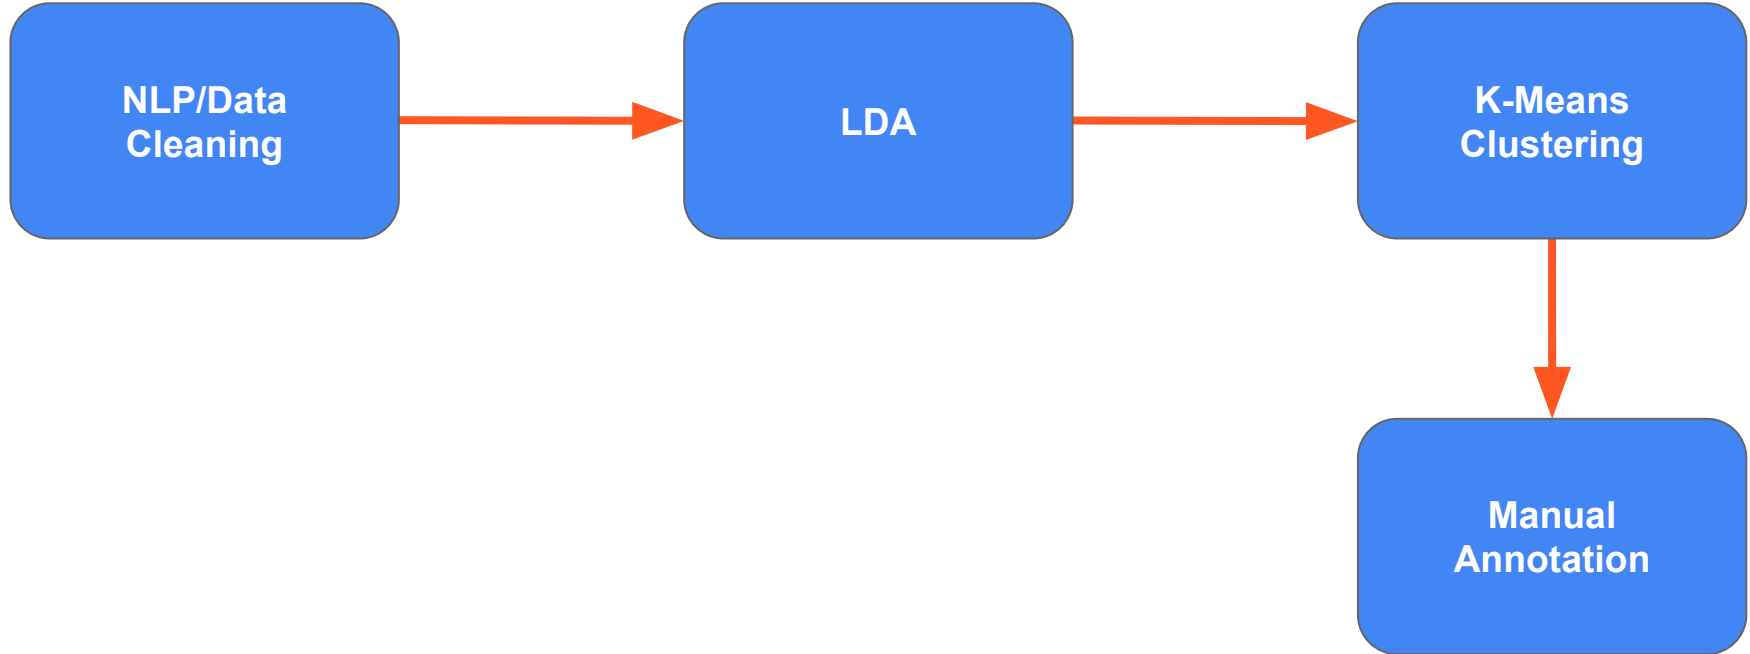 NLP/Data
Cleaning
LDA
K-Means
Clustering
Manual
Annotation